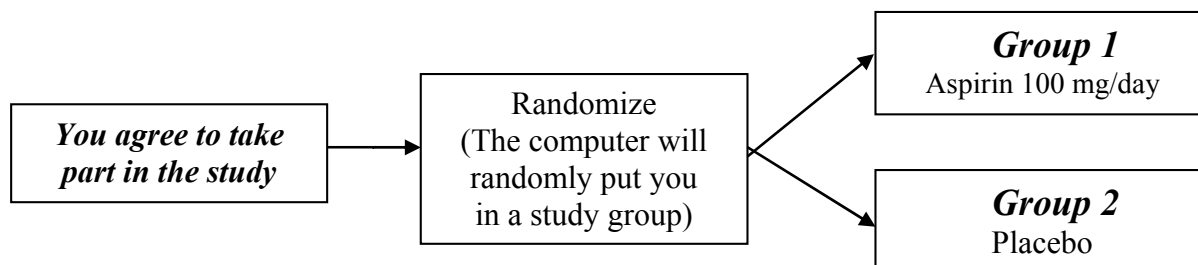 You agree to take
part in the study
Randomize
(The computer will
randomly put you
in a study group)
Group 1
Aspirin 100 mg/day
Group 2
Placebo